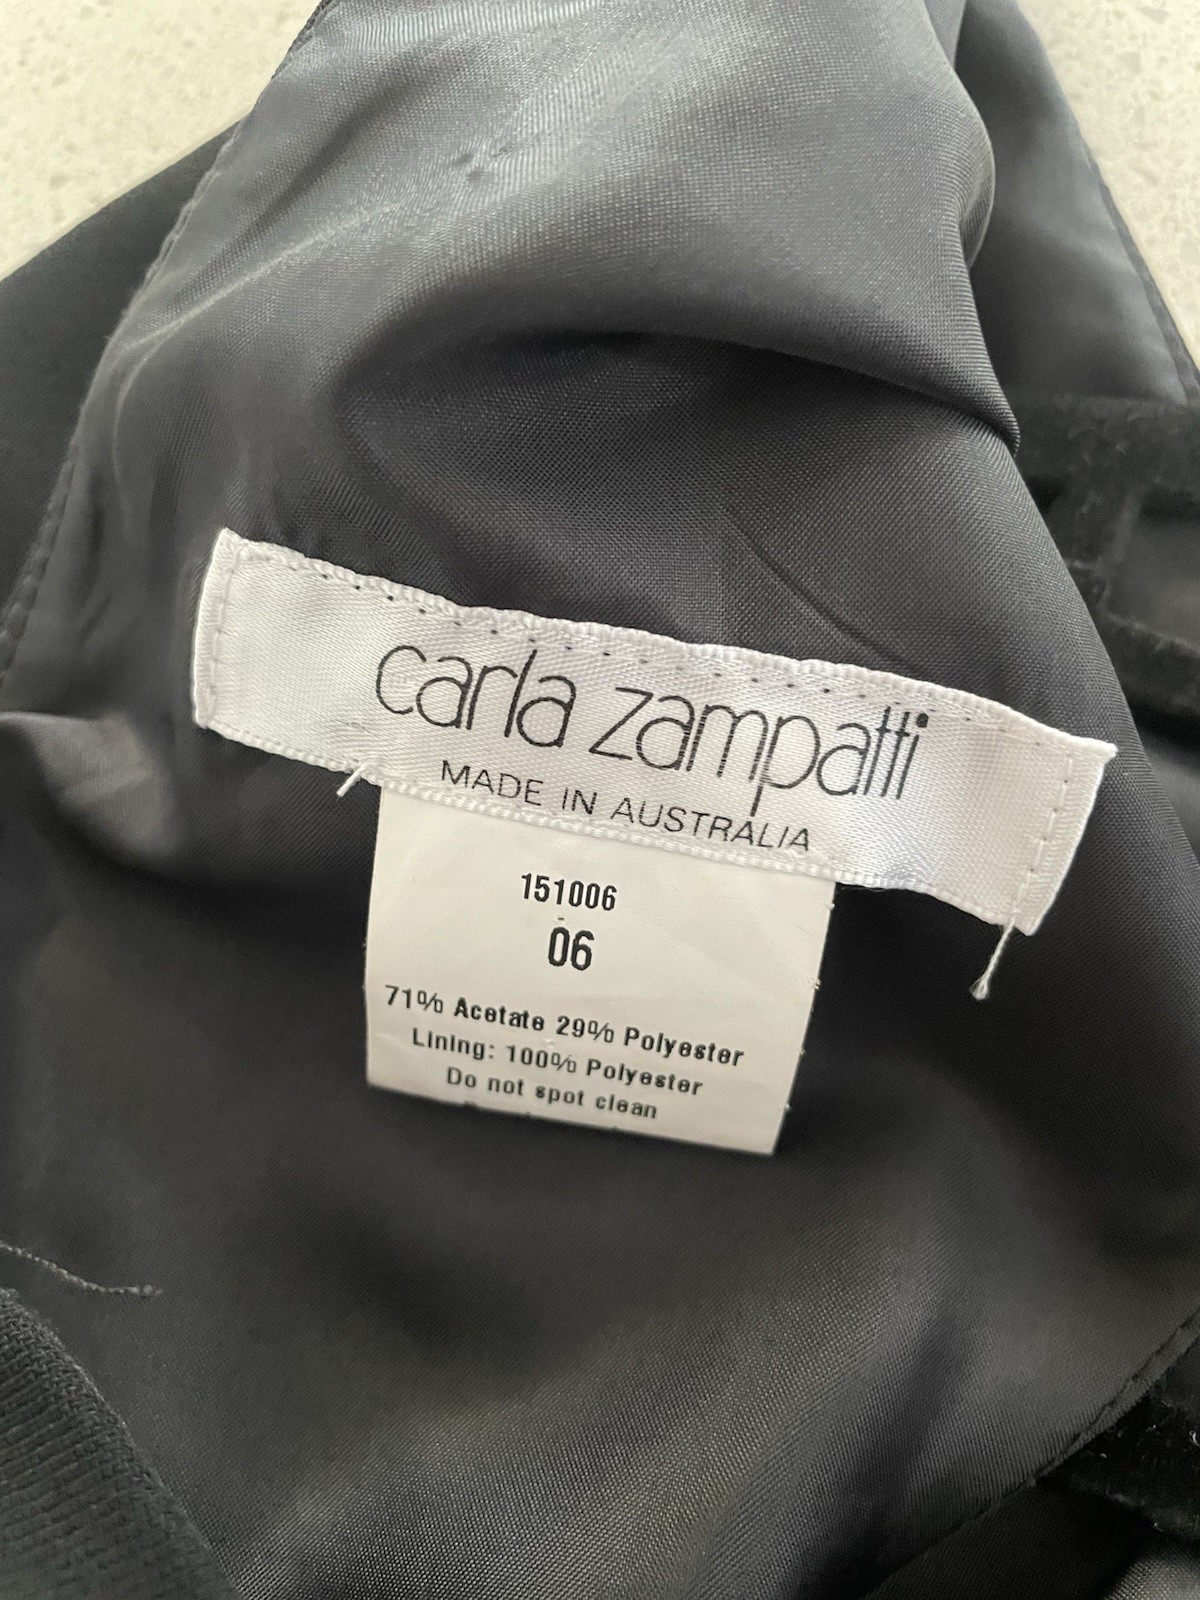 carla zampatti
MADE IN AUSTRALIA
151006
06
71% Acetate 29% Polyester
Lining: 100% Polyester
Do not spot clean